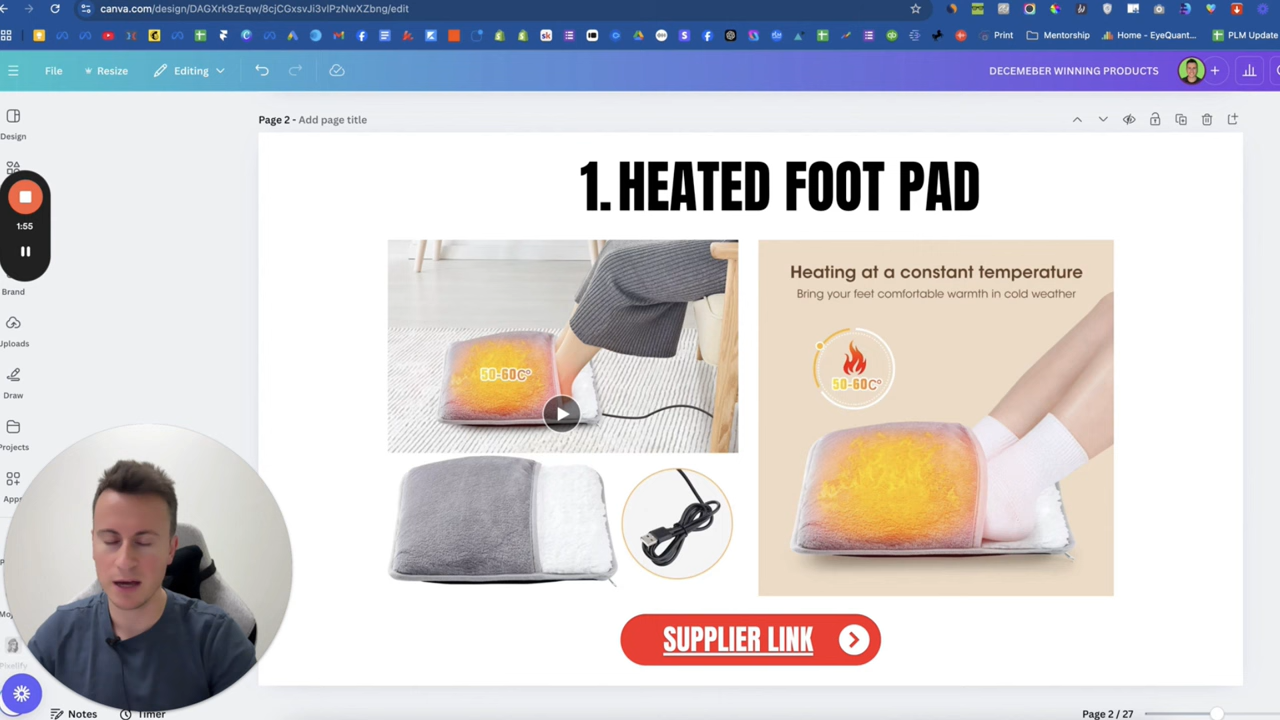 canva.com/design/DAGXrk9zEqw/8cjCGxsvJi3vlPzNwXZbng/edit
Print
Mentorship
Home - EyeQuant...
PLM Update
File
Resize
Editing
DECEMEBER WINNING PRODUCTS
Page 2 - Add page title
Design
1:55
Brand
Uploads
Draw
Projects
Apps
1. HEATED FOOT PAD
50-60C°
Heating at a constant temperature
Bring your feet comfortable warmth in cold weather
50-60C°
SUPPLIER LINK
Pixelify
Notes
Timer
Page 2 / 27